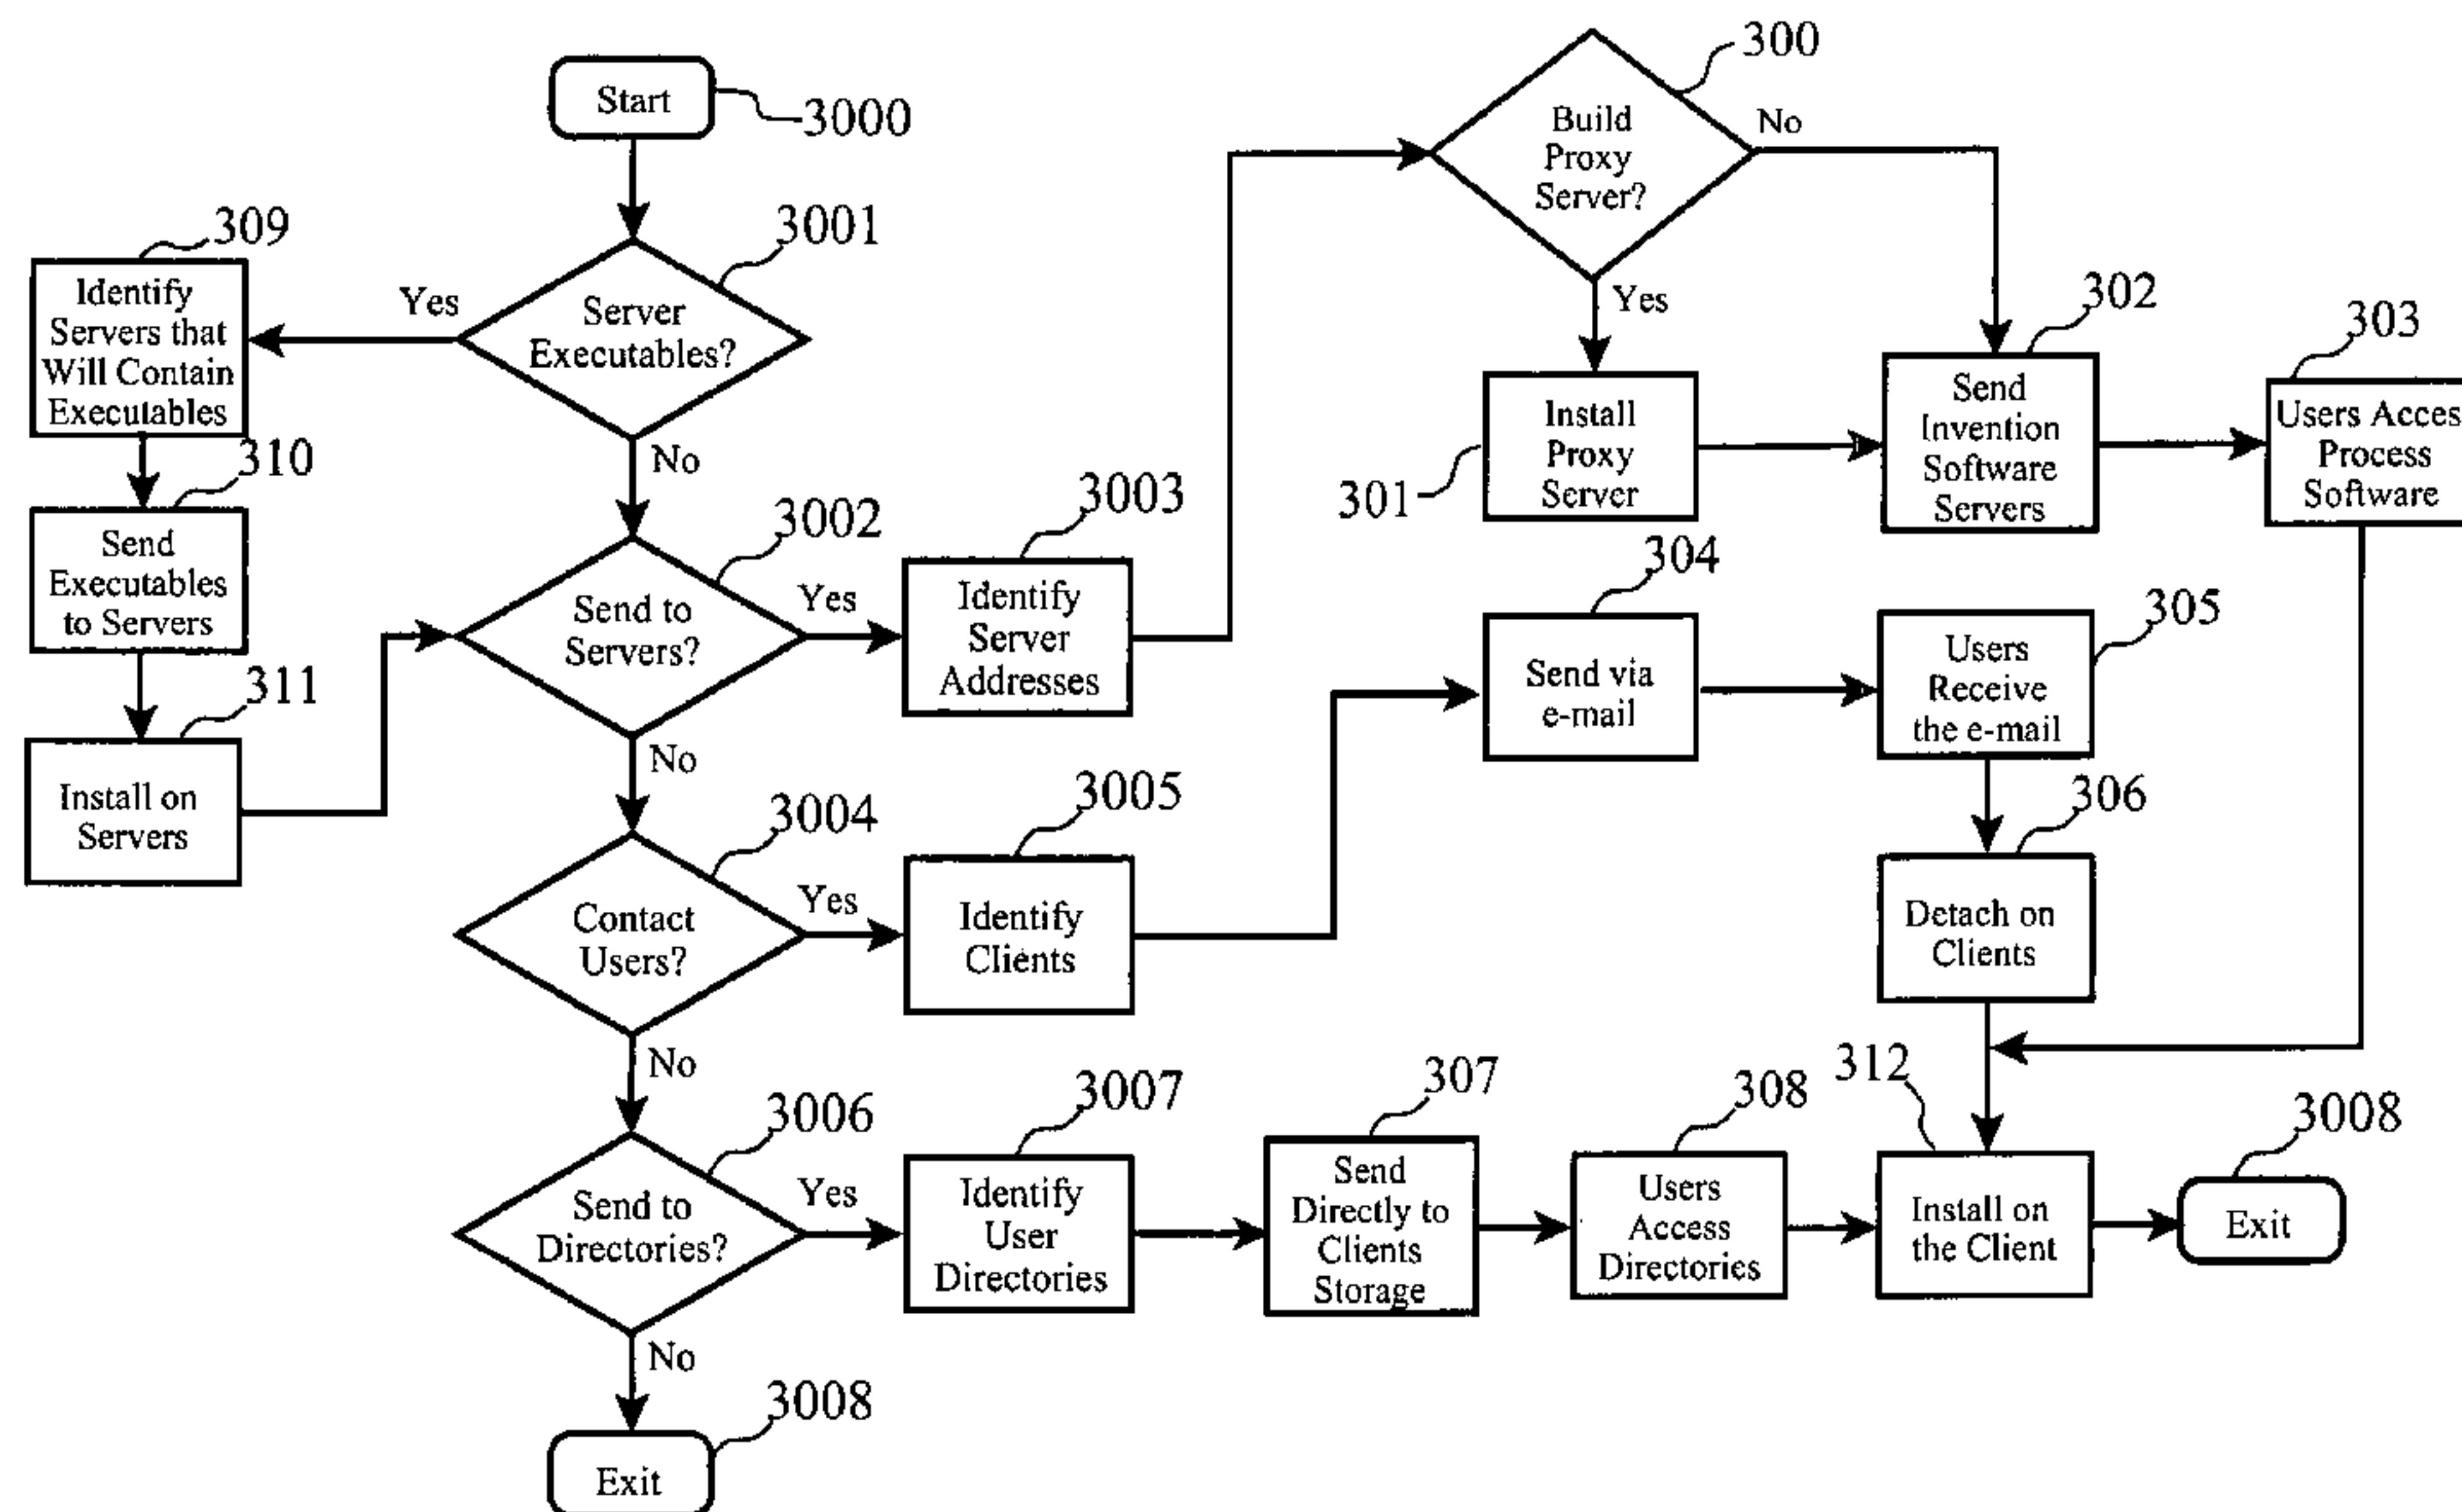 Start
3000
300
Build
Proxy
Server?
No
Yes
3001
Server
Executables?
Yes
No
309
Identify
Servers that
Will Contain
Executables
310
Send
Executables
to Servers
311
Install on
Servers
3002
Send to
Servers?
Yes
No
3003
Identify
Server
Addresses
301
Install
Proxy
Server
302
Send
Invention
Software
Servers
303
Users Acces
Process
Software
304
Send via
e-mail
305
Users
Receive
the e-mail
306
Detach on
Clients
3004
Contact
Users?
Yes
No
3005
Identify
Clients
3006
Send to
Directories?
Yes
No
3007
Identify
User
Directories
307
Send
Directly to
Clients
Storage
308
Users
Access
Directories
312
Install on
the Client
3008
Exit
3008
Exit